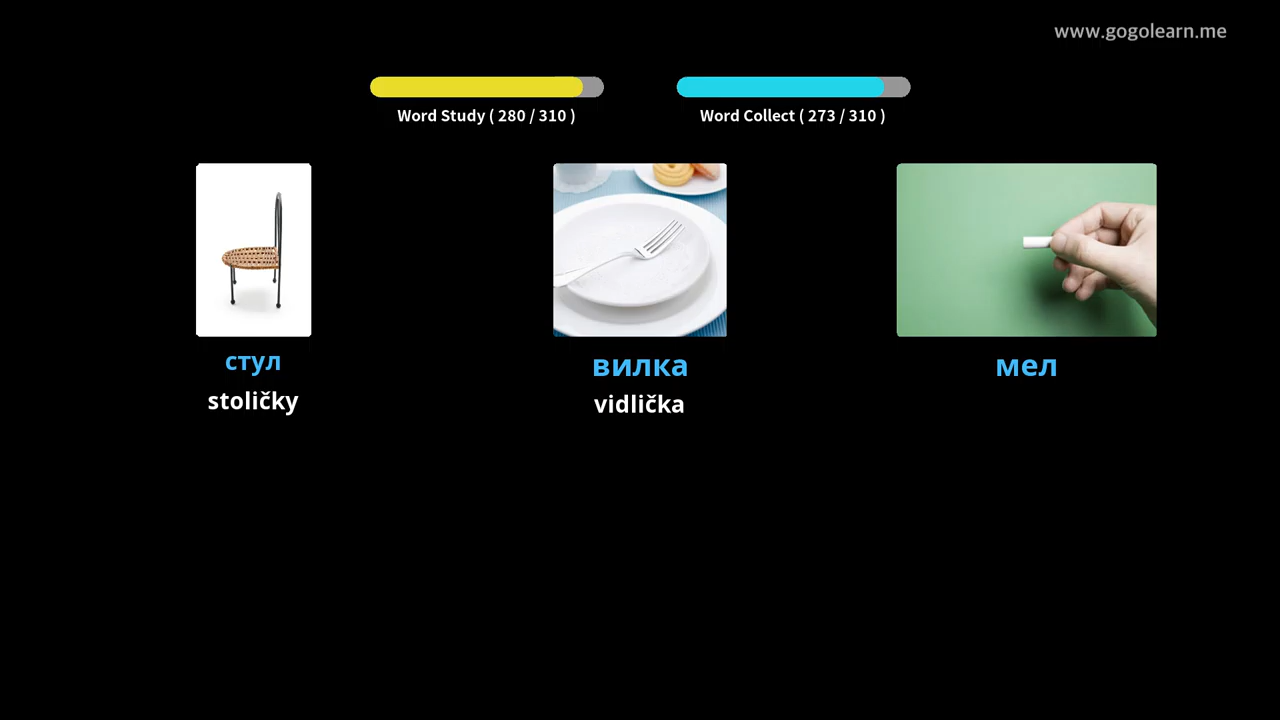 www.gogolearn.me
Word Study ( 280 / 310 )
Word Collect ( 273 / 310 )
стул
stoličky
вилка
vidlička
мел